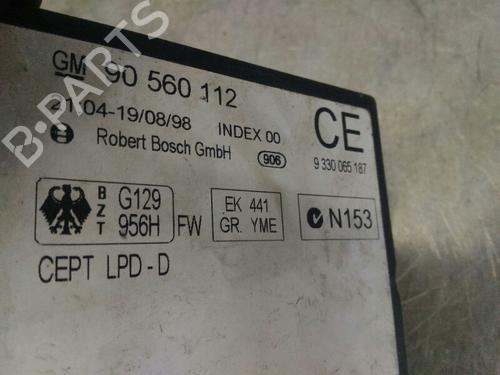 B-PARTS
GM 90 560 112
21:04-19/08/98 INDEX 00
Robert Bosch GmbH 906
CE
9 330 065 187
BZT G129 956H FW
EK 441
GR. YME
N153
CEPT LPD-D